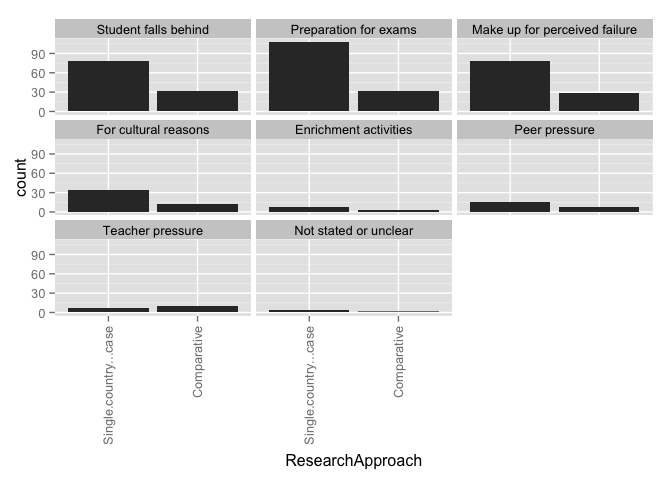 Student falls behind
Preparation for exams
Make up for perceived failure
90
60
30
0
For cultural reasons
Enrichment activities
Peer pressure
90
60
30
0
Teacher pressure
Not stated or unclear
90
60
30
0
count
Single.country...case
Comparative
Single.country...case
Comparative
ResearchApproach